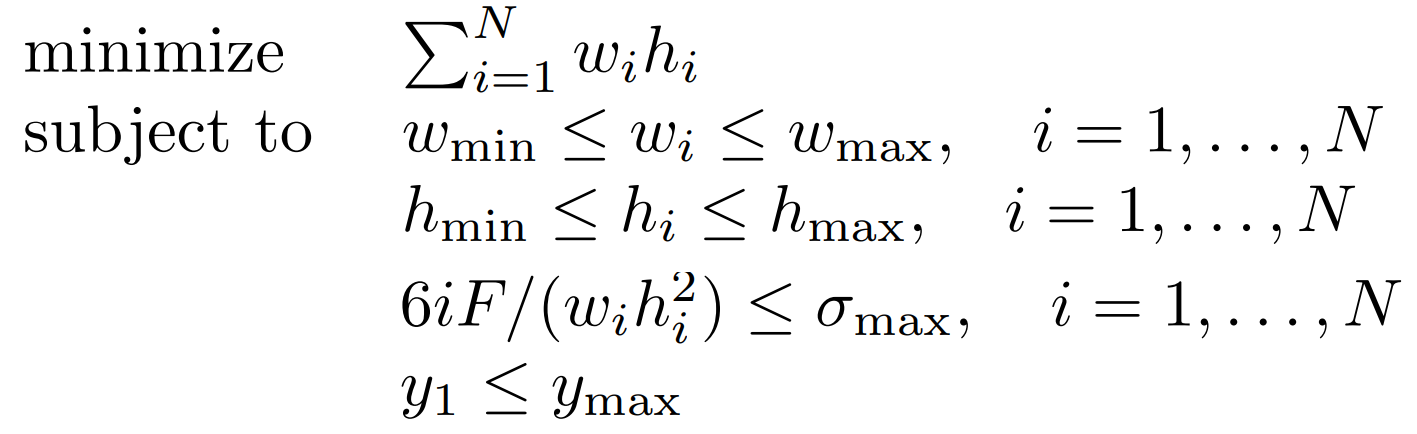 minimize ∑_{i=1}^{N} w_i h_i
subject to w_min ≤ w_i ≤ w_max, i = 1, . . . , N
h_min ≤ h_i ≤ h_max, i = 1, . . . , N
6iF/(w_i h_i^2) ≤ σ_max, i = 1, . . . , N
y_1 ≤ y_max